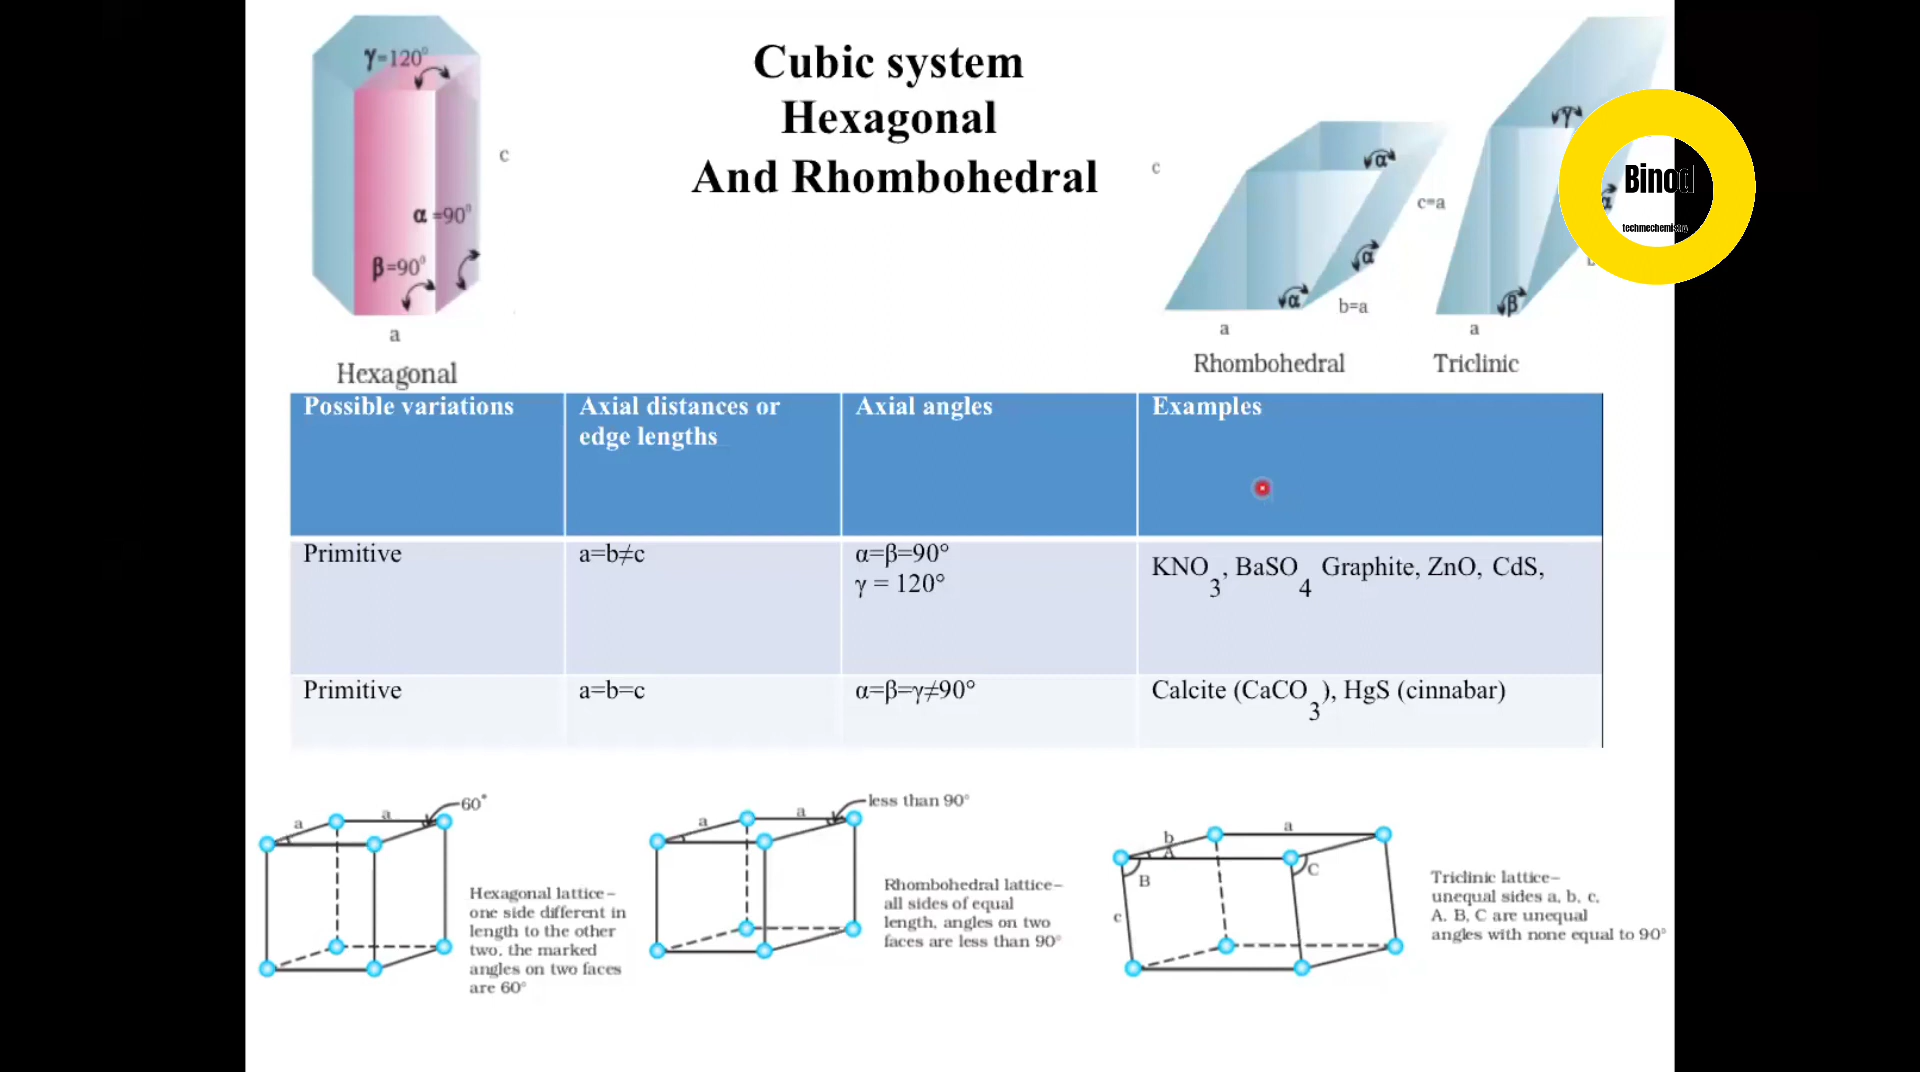 γ=120°
c
α =90°
β=90°
a
Hexagonal
Cubic system
Hexagonal
And Rhombohedral
c
α
c=a
α
α
b=a
a
Rhombohedral
γ
α
β
a
Triclinic
Binod
techmechemistry
Possible variations
Axial distances or
edge lengths
Axial angles
Examples
Primitive
a=b≠c
α=β=90°
γ = 120°
KNO3, BaSO4 Graphite, ZnO, CdS,
Primitive
a=b=c
α=β=γ≠90°
Calcite (CaCO3), HgS (cinnabar)
60°
a
a
Hexagonal lattice–
one side different in
length to the other
two. the marked
angles on two faces
are 60°
less than 90°
a
a
Rhombohedral lattice–
all sides of equal
length, angles on two
faces are less than 90°
a
b
A
B
C
c
Triclinic lattice–
unequal sides a, b, c,
A, B, C are unequal
angles with none equal to 90°